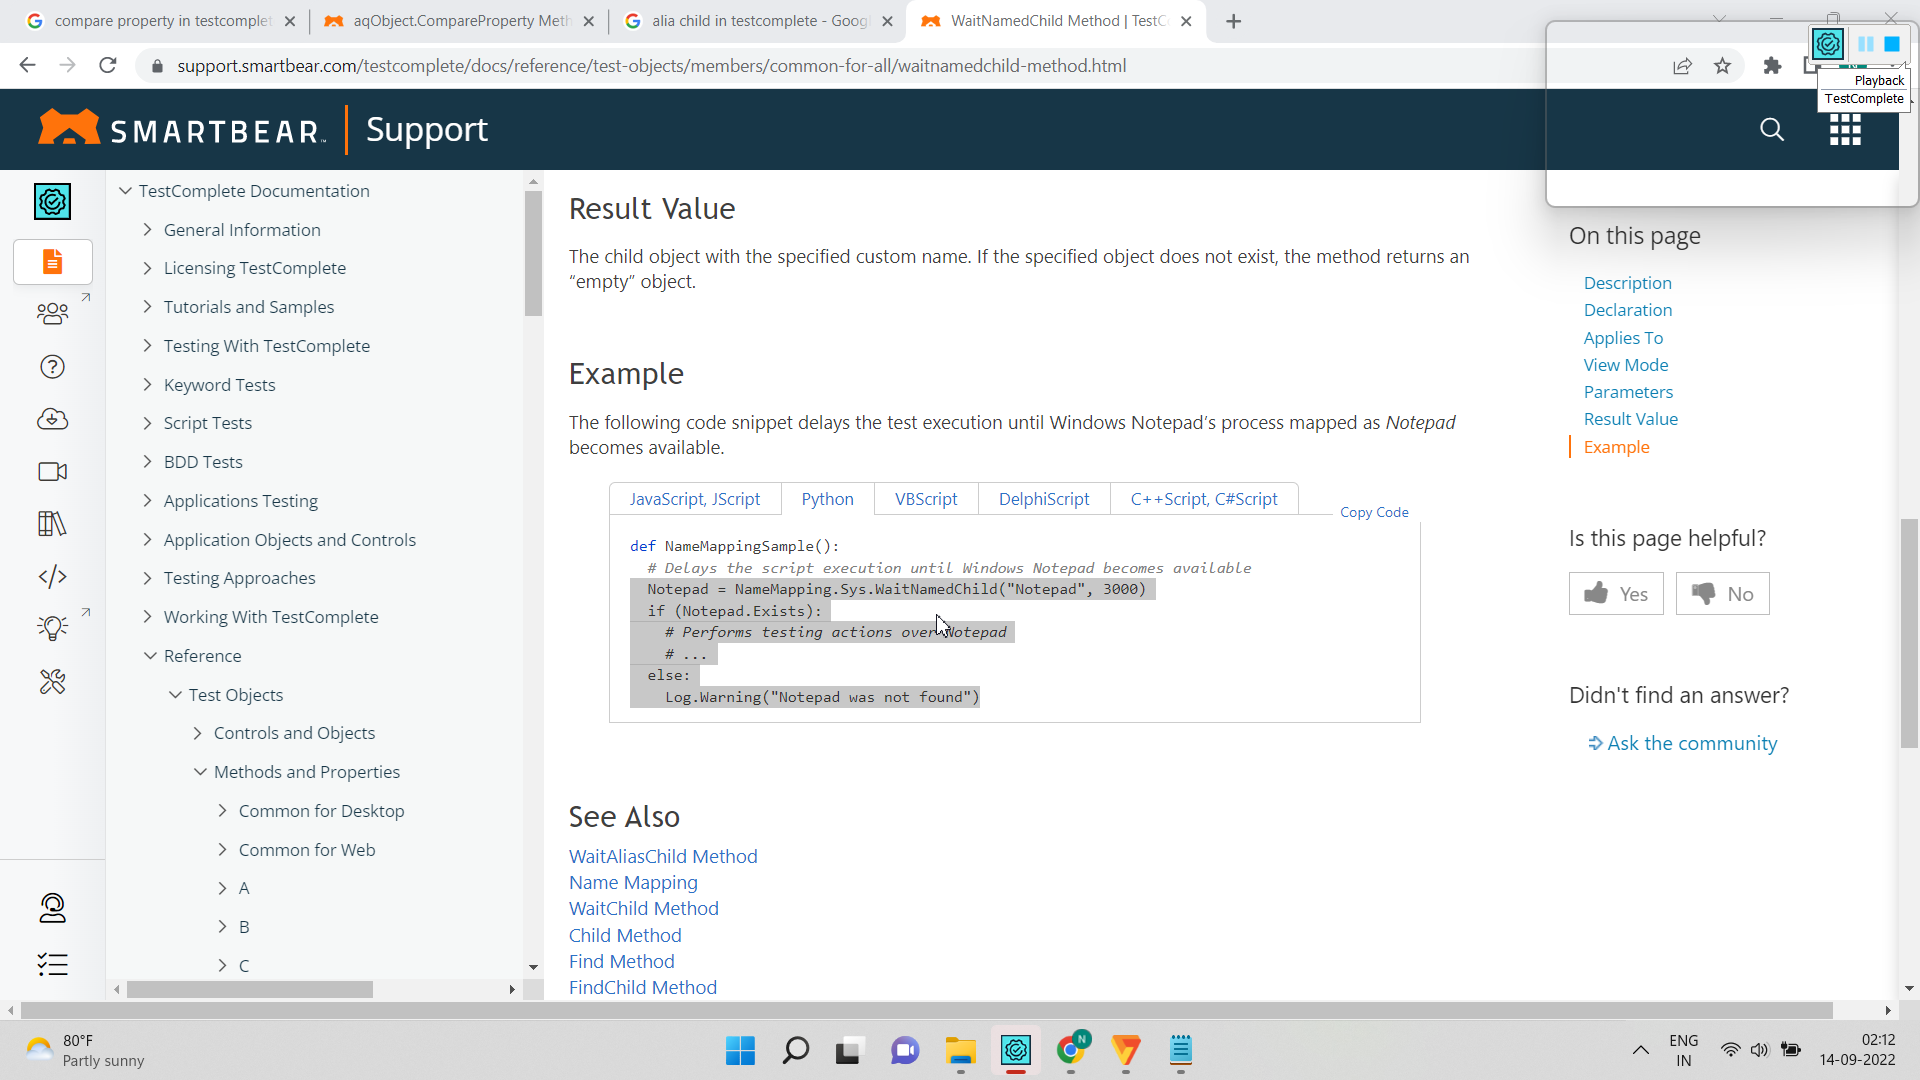 compare property in testcomplet
aqObject.CompareProperty Meth
alia child in testcomplete - Goog
WaitNamedChild Method | TestC
support.smartbear.com/testcomplete/docs/reference/test-objects/members/common-for-all/waitnamedchild-method.html
Playback
TestComplete
SMARTBEAR
Support
TestComplete Documentation
General Information
Licensing TestComplete
Tutorials and Samples
Testing With TestComplete
Keyword Tests
Script Tests
BDD Tests
Applications Testing
Application Objects and Controls
Testing Approaches
Working With TestComplete
Reference
Test Objects
Controls and Objects
Methods and Properties
Common for Desktop
Common for Web
A
B
C
Result Value
The child object with the specified custom name. If the specified object does not exist, the method returns an
“empty” object.
Example
The following code snippet delays the test execution until Windows Notepad’s process mapped as Notepad
becomes available.
JavaScript, JScript
Python
VBScript
DelphiScript
C++Script, C#Script
Copy Code
def NameMappingSample():
# Delays the script execution until Windows Notepad becomes available
Notepad = NameMapping.Sys.WaitNamedChild("Notepad", 3000)
if (Notepad.Exists):
# Performs testing actions over Notepad
# ...
else:
Log.Warning("Notepad was not found")
See Also
WaitAliasChild Method
Name Mapping
WaitChild Method
Child Method
Find Method
FindChild Method
On this page
Description
Declaration
Applies To
View Mode
Parameters
Result Value
Example
Is this page helpful?
Yes
No
Didn't find an answer?
Ask the community
80°F
Partly sunny
N
ENG
IN
02:12
14-09-2022